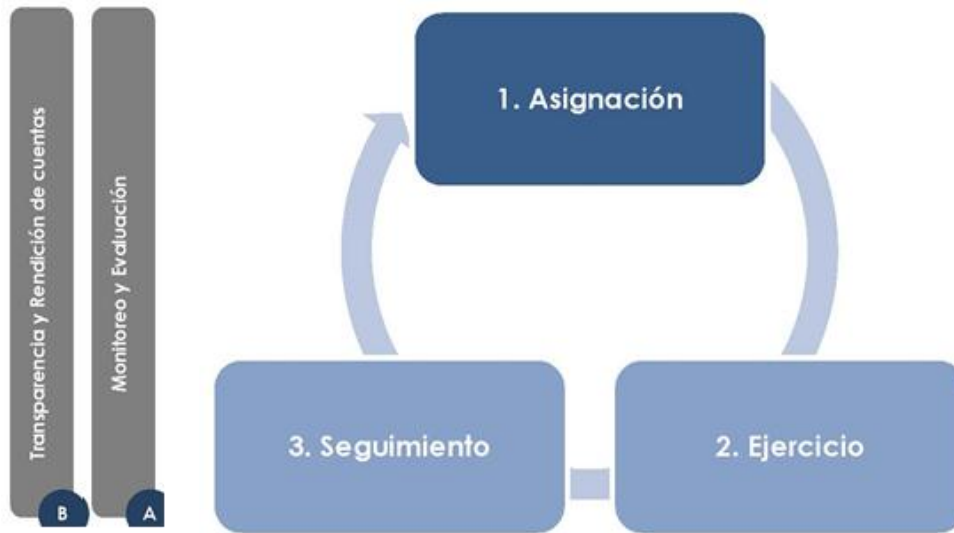 Transparencia y Rendición de cuentas
B
Monitoreo y Evaluación
A
1. Asignación
3. Seguimiento
2. Ejercicio